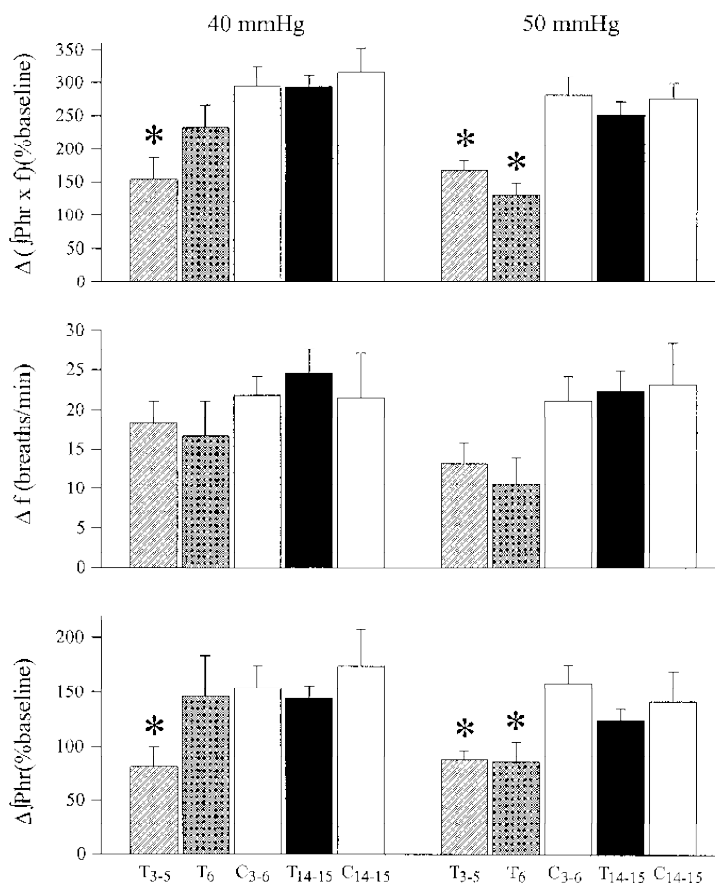 40 mmHg 50 mmHg
Δ (∫Phr x f)(%baseline)
350
300
250
200
150
100
50
0
* * *
Δ f (breaths/min)
30
25
20
15
10
5
0
Δ∫Phr(%baseline)
200
150
100
50
0
* * *
T3-5 T6 C3-6 T14-15 C14-15 T3-5 T6 C3-6 T14-15 C14-15